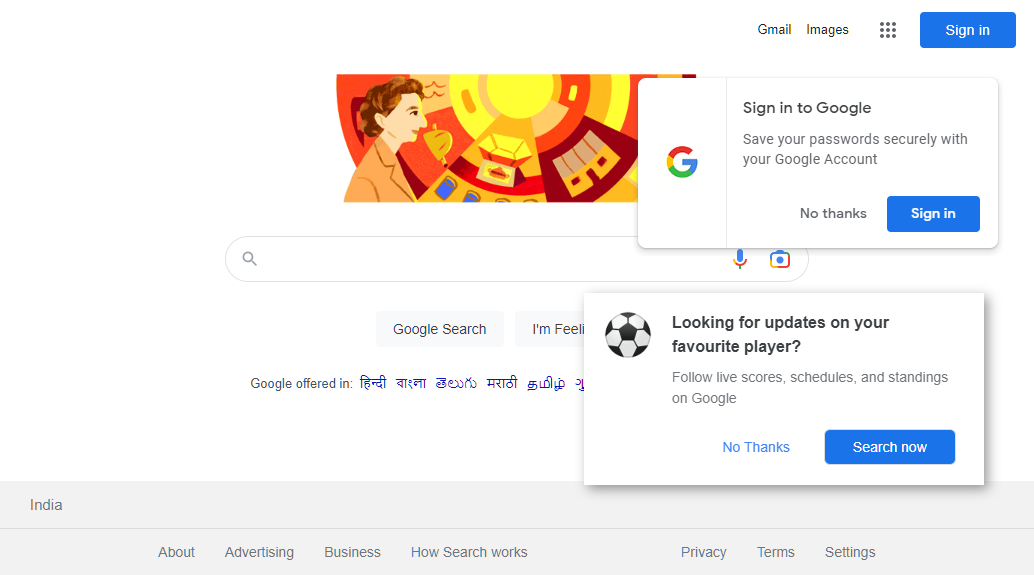 Gmail Images
Sign in
Sign in to Google
Save your passwords securely with
your Google Account
No thanks
Sign in
Google Search
I'm Feeli
Google offered in: हिन्दी বাংলা తెలుగు मराठी தமிழ்
Looking for updates on your
favourite player?
Follow live scores, schedules, and standings
on Google
No Thanks
Search now
India
About Advertising Business How Search works Privacy Terms Settings